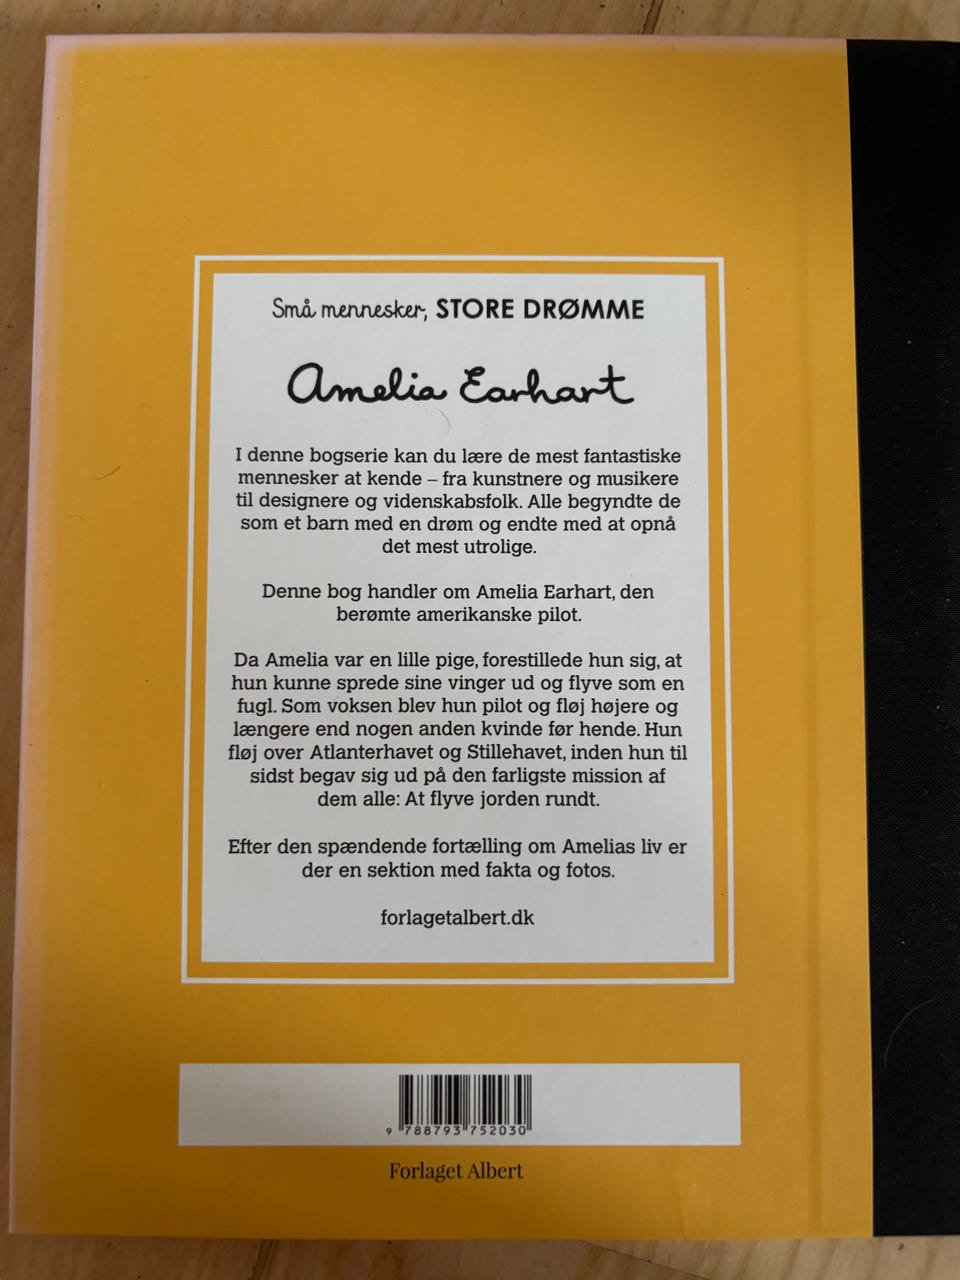 Små mennesker, STORE DRØMME
Amelia Earhart
I denne bogserie kan du lære de mest fantastiske
mennesker at kende – fra kunstnere og musikere
til designere og videnskabsfolk. Alle begyndte de
som et barn med en drøm og endte med at opnå
det mest utrolige.
Denne bog handler om Amelia Earhart, den
berømte amerikanske pilot.
Da Amelia var en lille pige, forestillede hun sig, at
hun kunne sprede sine vinger ud og flyve som en
fugl. Som voksen blev hun pilot og fløj højere og
længere end nogen anden kvinde før hende. Hun
fløj over Atlanterhavet og Stillehavet, inden hun til
sidst begav sig ud på den farligste mission af
dem alle: At flyve jorden rundt.
Efter den spændende fortælling om Amelias liv er
der en sektion med fakta og fotos.
forlagetalbert.dk
9 788793 752030
Forlaget Albert